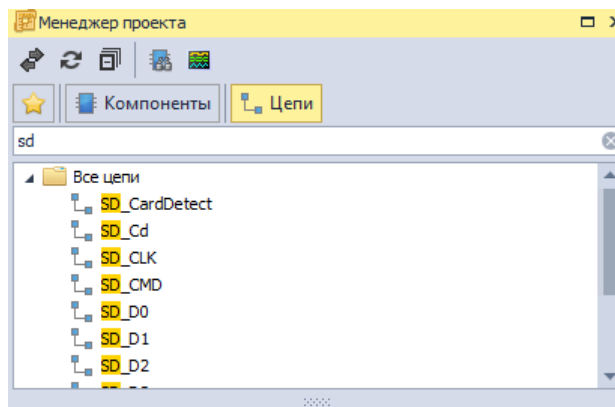 Менеджер проекта
Компоненты Цепи
sd
Все цепи
SD_CardDetect
SD_Cd
SD_CLK
SD_CMD
SD_D0
SD_D1
SD_D2